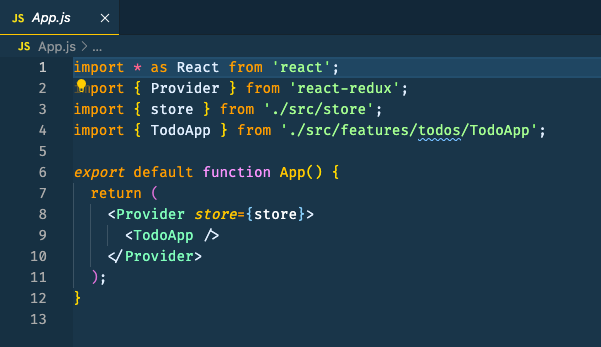 JS App.js ×
JS App.js > ...
1 import * as React from 'react';
2 import { Provider } from 'react-redux';
3 import { store } from './src/store';
4 import { TodoApp } from './src/features/todos/TodoApp';
5
6 export default function App() {
7 return (
8 <Provider store={store}>
9 <TodoApp />
10 </Provider>
11 );
12 }
13